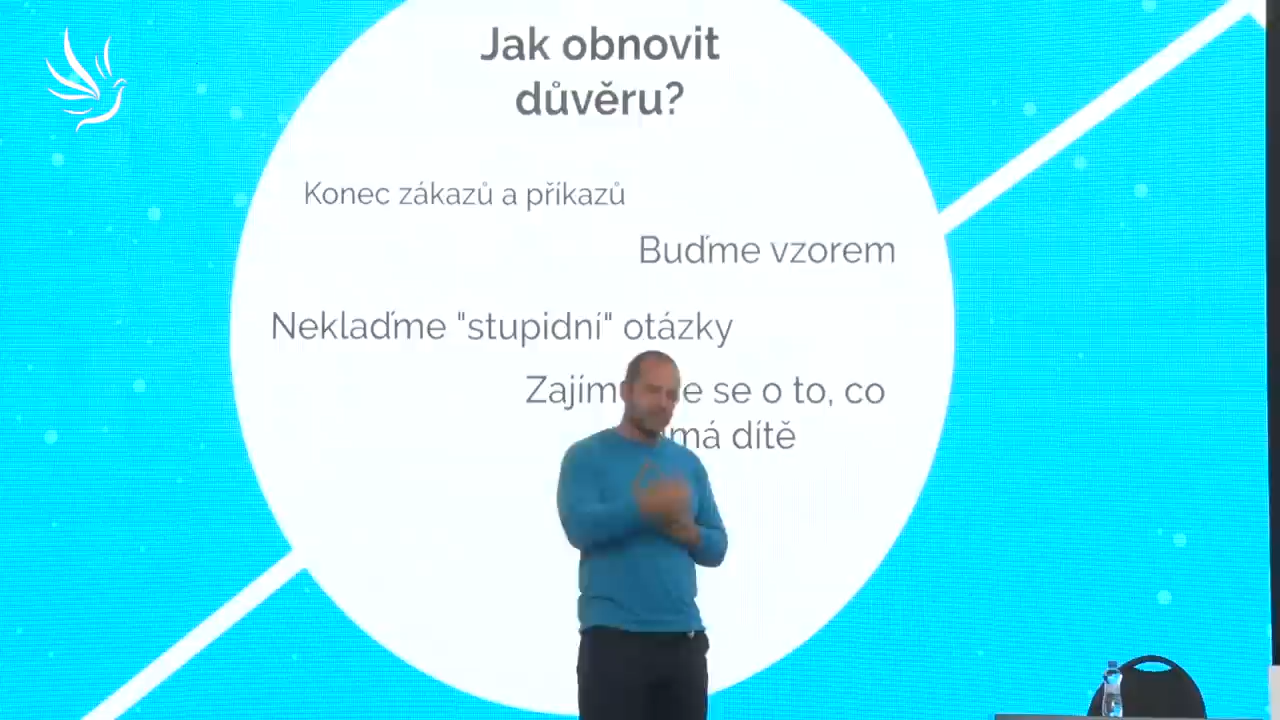 Jak obnovit
důvěru?
Konec zákazů a příkazů
Buďme vzorem
Neklaďme "stupidní" otázky
se o to, co
má dítě